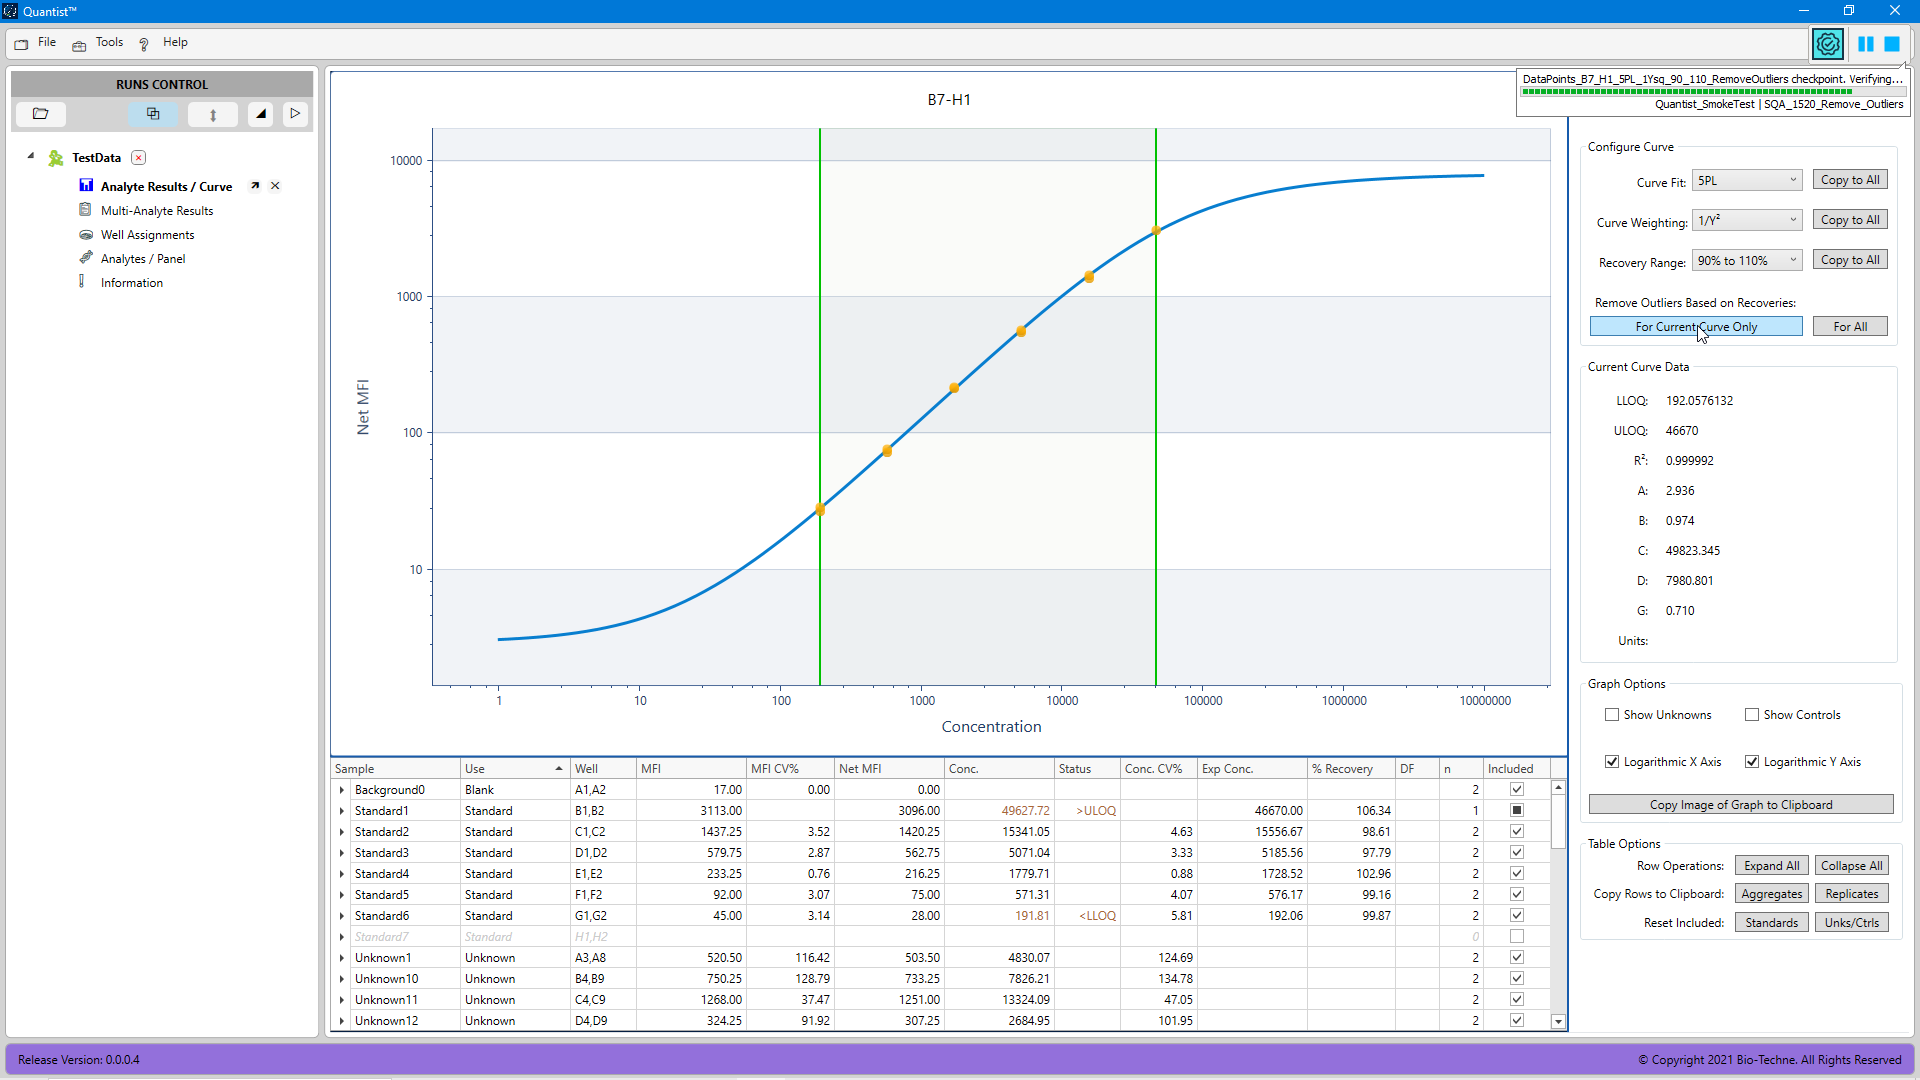 Quantist™
File Tools ? Help
DataPoints_B7_H1_5PL_1Ysq_90_110_RemoveOutliers checkpoint. Verifying...
Quantist_SmokeTest | SQA_1520_Remove_Outliers
RUNS CONTROL
TestData
Analyte Results / Curve
Multi-Analyte Results
Well Assignments
Analytes / Panel
Information
B7-H1
Net MFI
10000
1000
100
10
1 10 100 1000 10000 100000 1000000 10000000
Concentration
Configure Curve
Curve Fit: 5PL Copy to All
Curve Weighting: 1/Y² Copy to All
Recovery Range: 90% to 110% Copy to All
Remove Outliers Based on Recoveries:
For Current Curve Only For All
Current Curve Data
LLOQ: 192.0576132
ULOQ: 46670
R²: 0.999992
A: 2.936
B: 0.974
C: 49823.345
D: 7980.801
G: 0.710
Units:
Graph Options
Show Unknowns Show Controls
Logarithmic X Axis Logarithmic Y Axis
Copy Image of Graph to Clipboard
Table Options
Row Operations: Expand All Collapse All
Copy Rows to Clipboard: Aggregates Replicates
Reset Included: Standards Unks/Ctrls
Sample Use Well MFI MFI CV% Net MFI Conc. Status Conc. CV% Exp Conc. % Recovery DF n Included
Background0 Blank A1,A2 17.00 0.00 0.00 2
Standard1 Standard B1,B2 3113.00 3096.00 49627.72 >ULOQ 46670.00 106.34 1
Standard2 Standard C1,C2 1437.25 3.52 1420.25 15341.05 4.63 15556.67 98.61 2
Standard3 Standard D1,D2 579.75 2.87 562.75 5071.04 3.33 5185.56 97.79 2
Standard4 Standard E1,E2 233.25 0.76 216.25 1779.71 0.88 1728.52 102.96 2
Standard5 Standard F1,F2 92.00 3.07 75.00 571.31 4.07 576.17 99.16 2
Standard6 Standard G1,G2 45.00 3.14 28.00 191.81 <LLOQ 5.81 192.06 99.87 2
Standard7 Standard H1,H2 0
Unknown1 Unknown A3,A8 520.50 116.42 503.50 4830.07 124.69 2
Unknown10 Unknown B4,B9 750.25 128.79 733.25 7826.21 134.78 2
Unknown11 Unknown C4,C9 1268.00 37.47 1251.00 13324.09 47.05 2
Unknown12 Unknown D4,D9 324.25 91.92 307.25 2684.95 101.95 2
Release Version: 0.0.0.4
© Copyright 2021 Bio-Techne. All Rights Reserved